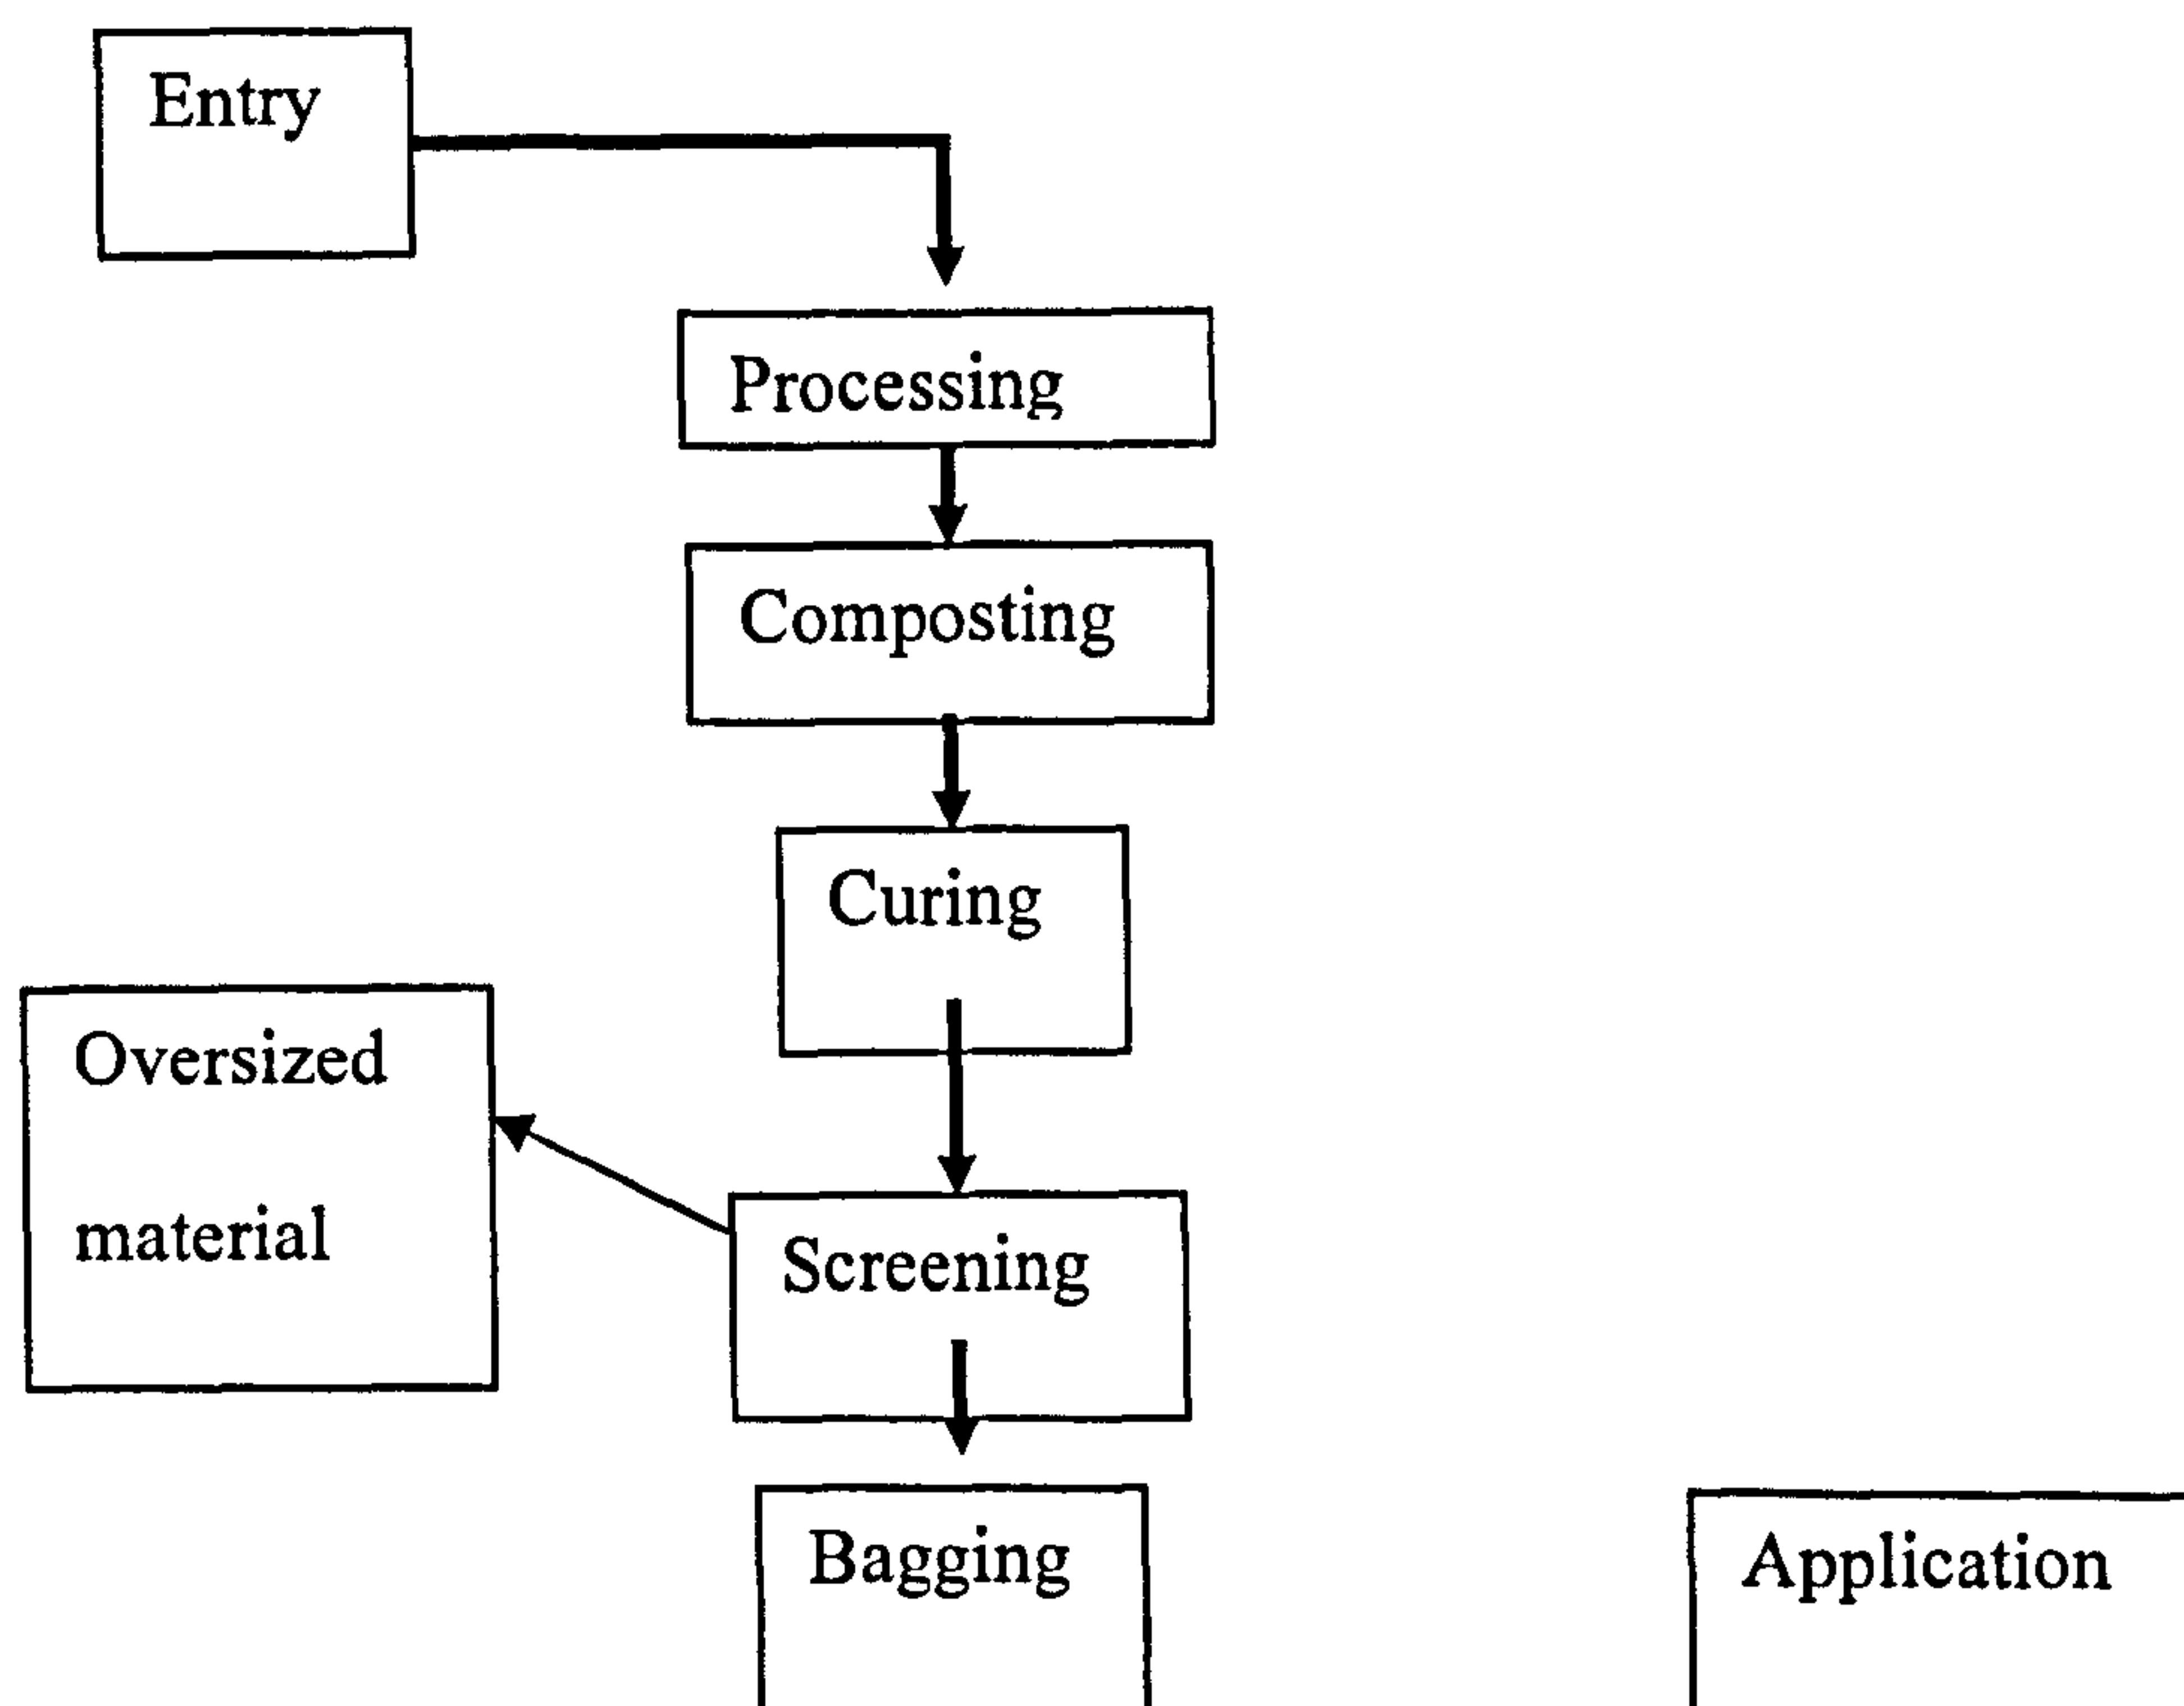 Entry
Processing
Composting
Curing
Oversized
material
Screening
Bagging
Application